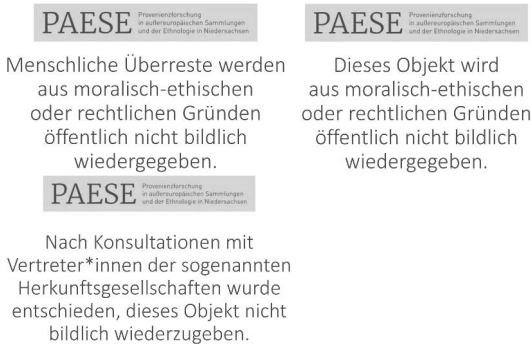 PAESE Provenienzforschung
in außereuropäischen Sammlungen
und der Ethnologie in Niedersachsen
Menschliche Überreste werden
aus moralisch-ethischen
oder rechtlichen Gründen
öffentlich nicht bildlich
wiedergegeben.
PAESE Provenienzforschung
in außereuropäischen Sammlungen
und der Ethnologie in Niedersachsen
Dieses Objekt wird
aus moralisch-ethischen
oder rechtlichen Gründen
öffentlich nicht bildlich
wiedergegeben.
PAESE Provenienzforschung
in außereuropäischen Sammlungen
und der Ethnologie in Niedersachsen
Nach Konsultationen mit
Vertreter*innen der sogenannten
Herkunftsgesellschaften wurde
entschieden, dieses Objekt nicht
bildlich wiederzugeben.